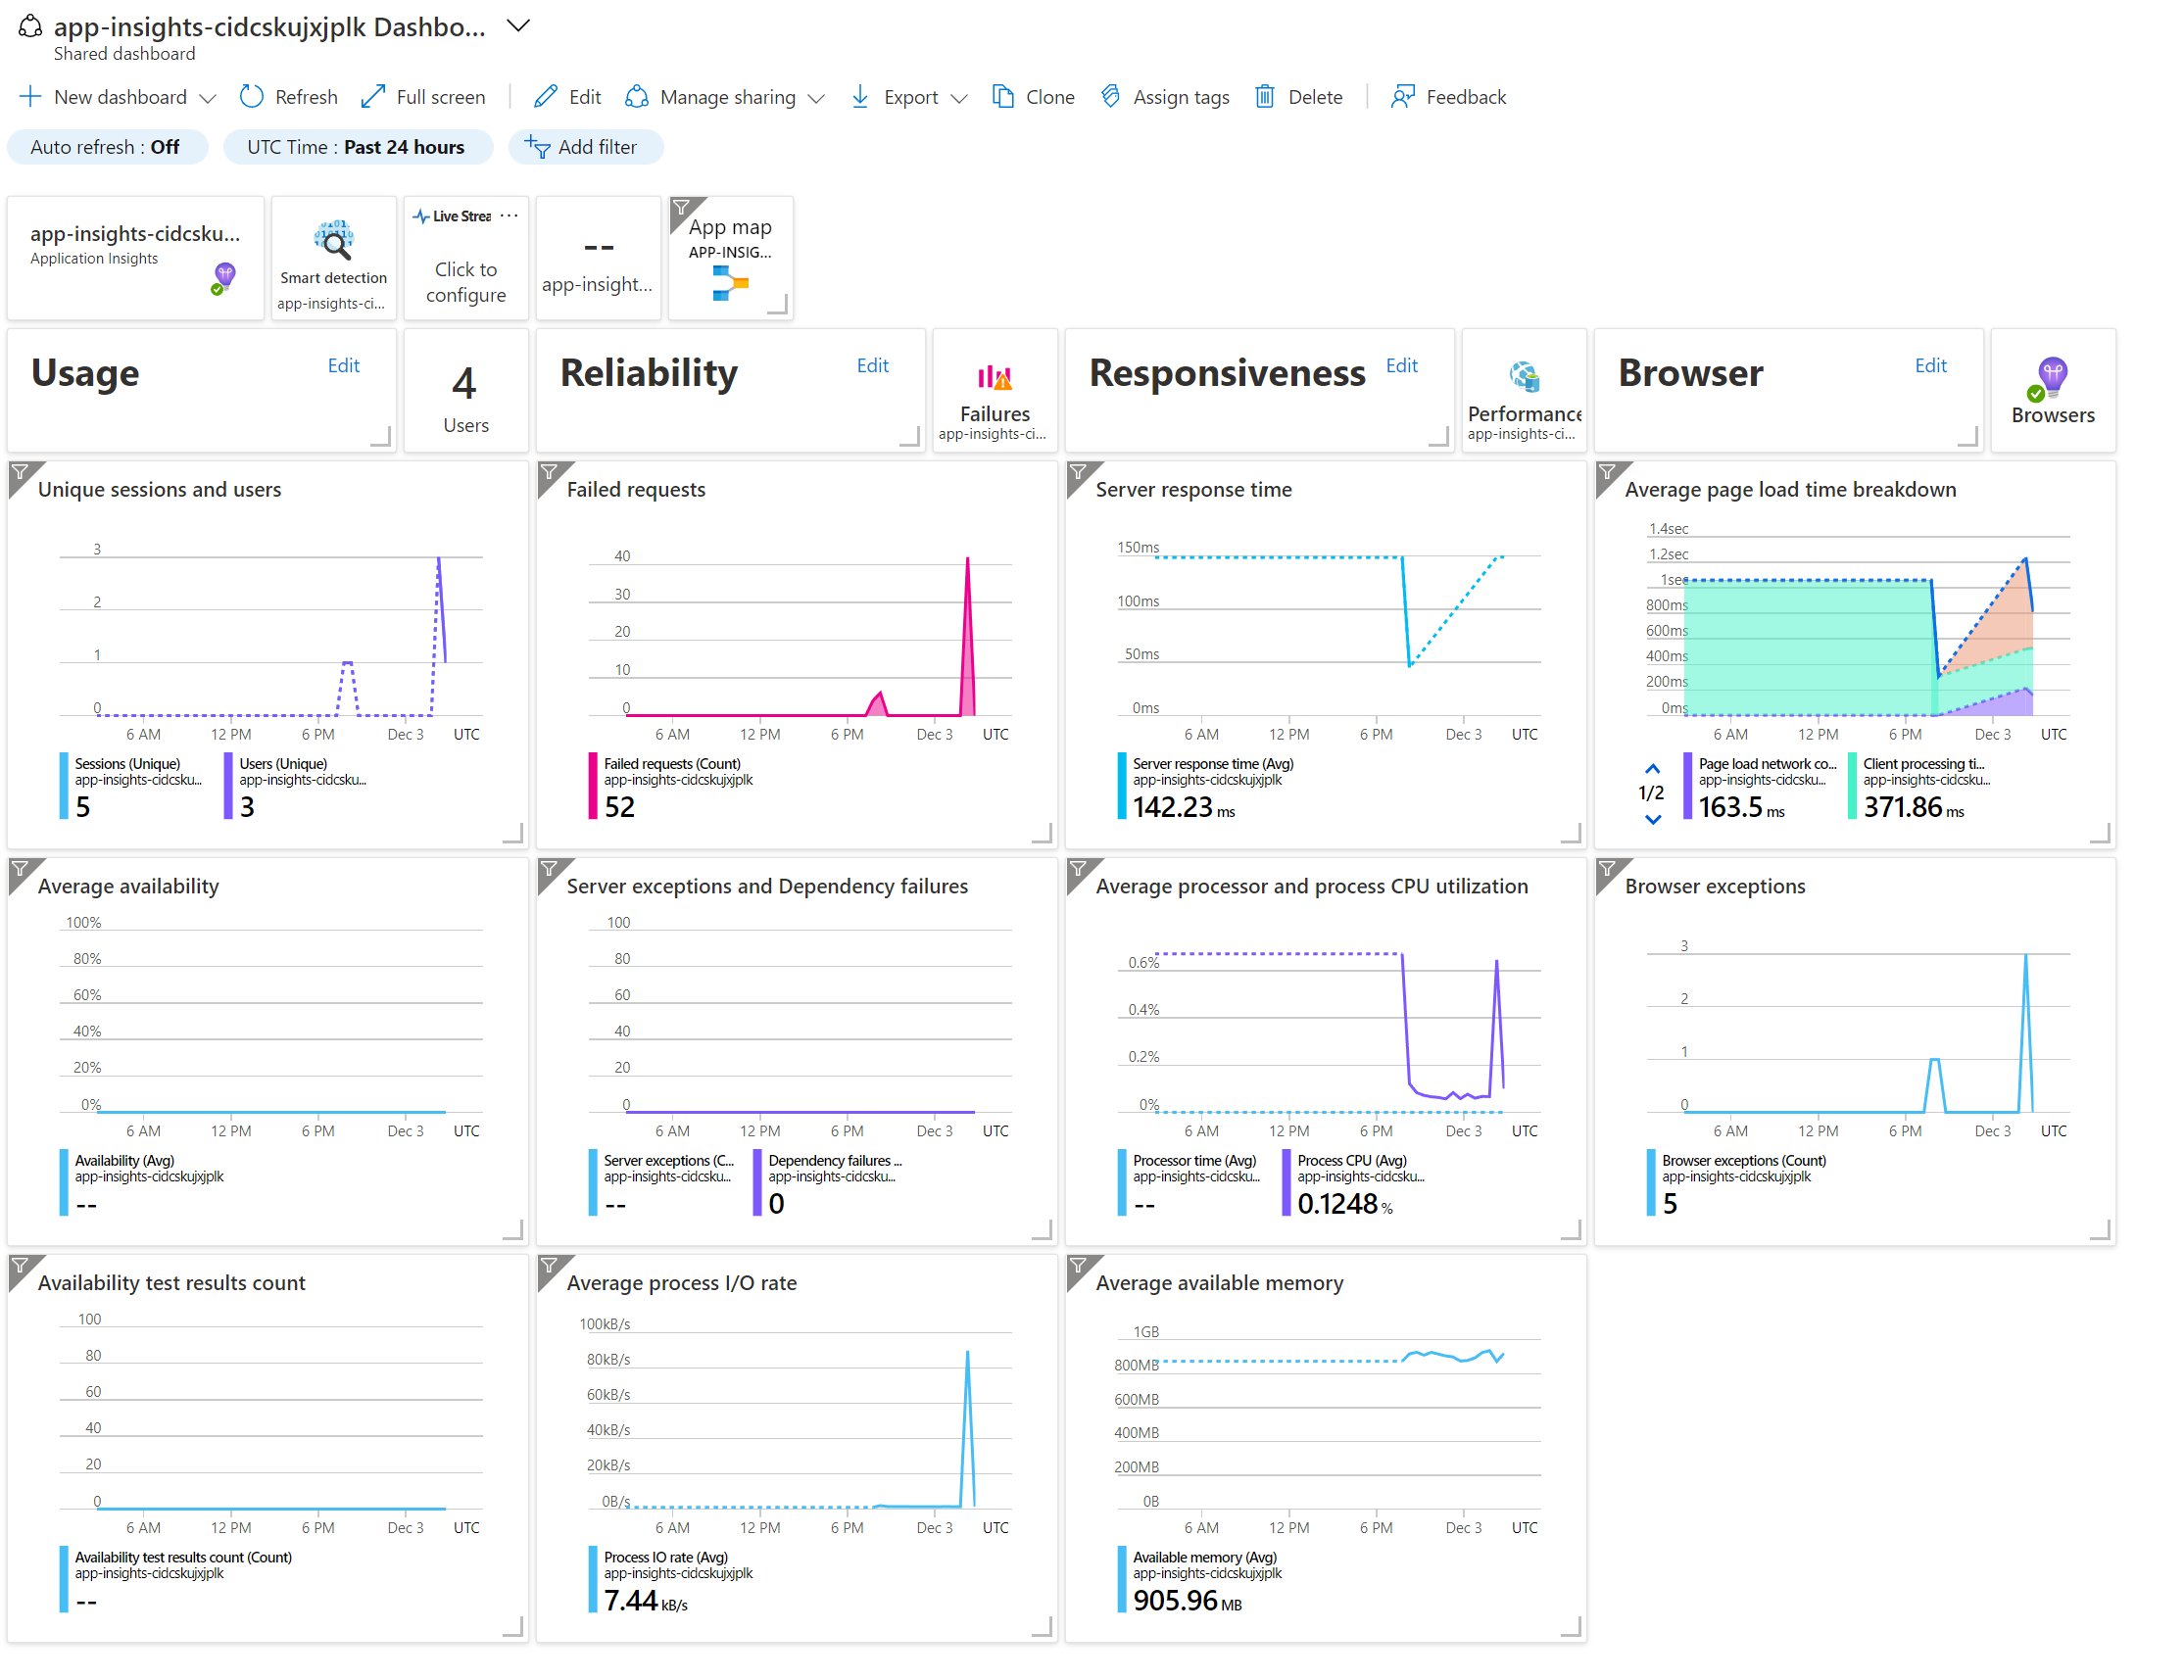 app-insights-cidcskujxjplk Dashbo...
Shared dashboard
New dashboard Refresh Full screen Edit Manage sharing Export Clone Assign tags Delete Feedback
Auto refresh : Off UTC Time : Past 24 hours Add filter
app-insights-cidcsku...
Application Insights
Smart detection
app-insights-ci...
Live Strea ...
Click to
configure
--
app-insight...
App map
APP-INSIG...
Usage Edit
4
Users
Reliability Edit
Failures
app-insights-ci...
Responsiveness Edit
Performance
app-insights-ci...
Browser Edit
Browsers
Unique sessions and users
3
2
1
0
6 AM 12 PM 6 PM Dec 3 UTC
Sessions (Unique)
app-insights-cidcsku...
5
Users (Unique)
app-insights-cidcsku...
3
Failed requests
40
30
20
10
0
6 AM 12 PM 6 PM Dec 3 UTC
Failed requests (Count)
app-insights-cidcskujxjplk
52
Server response time
150ms
100ms
50ms
0ms
6 AM 12 PM 6 PM Dec 3 UTC
Server response time (Avg)
app-insights-cidcskujxjplk
142.23 ms
Average page load time breakdown
1.4sec
1.2sec
1sec
800ms
600ms
400ms
200ms
0ms
6 AM 12 PM 6 PM Dec 3 UTC
1/2
Page load network co...
app-insights-cidcsku...
163.5 ms
Client processing ti...
app-insights-cidcsku...
371.86 ms
Average availability
100%
80%
60%
40%
20%
0%
6 AM 12 PM 6 PM Dec 3 UTC
Availability (Avg)
app-insights-cidcskujxjplk
--
Server exceptions and Dependency failures
100
80
60
40
20
0
6 AM 12 PM 6 PM Dec 3 UTC
Server exceptions (C...
app-insights-cidcsku...
--
Dependency failures ...
app-insights-cidcsku...
0
Average processor and process CPU utilization
0.6%
0.4%
0.2%
0%
6 AM 12 PM 6 PM Dec 3 UTC
Processor time (Avg)
app-insights-cidcsku...
--
Process CPU (Avg)
app-insights-cidcsku...
0.1248 %
Browser exceptions
3
2
1
0
6 AM 12 PM 6 PM Dec 3 UTC
Browser exceptions (Count)
app-insights-cidcskujxjplk
5
Availability test results count
100
80
60
40
20
0
6 AM 12 PM 6 PM Dec 3 UTC
Availability test results count (Count)
app-insights-cidcskujxjplk
--
Average process I/O rate
100kB/s
80kB/s
60kB/s
40kB/s
20kB/s
0B/s
6 AM 12 PM 6 PM Dec 3 UTC
Process IO rate (Avg)
app-insights-cidcskujxjplk
7.44 kB/s
Average available memory
1GB
800MB
600MB
400MB
200MB
0B
6 AM 12 PM 6 PM Dec 3 UTC
Available memory (Avg)
app-insights-cidcskujxjplk
905.96 MB